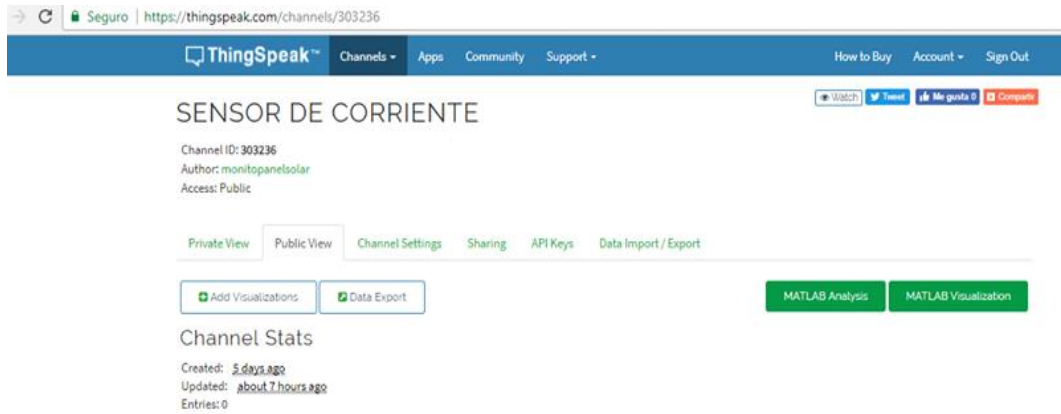 Seguro | https://thingspeak.com/channels/303236
ThingSpeak™ Channels Apps Community Support How to Buy Account Sign Out
Watch Tweet Me gusta 0 Compartir
SENSOR DE CORRIENTE
Channel ID: 303236
Author: monitopanelsolar
Access: Public
Private View Public View Channel Settings Sharing API Keys Data Import / Export
Add Visualizations Data Export MATLAB Analysis MATLAB Visualization
Channel Stats
Created: 5 days ago
Updated: about 7 hours ago
Entries: 0